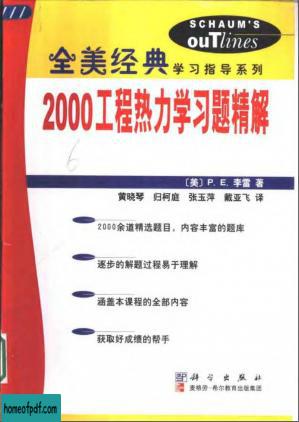 SCHAUM'S
ouTlines
全美经典 学习指导系列
2000工程热力学习题精解
6
〔美〕P. E. 李雷 著
黄晓琴 归柯庭 张玉萍 戴亚飞 译
2000余道精选题目，内容丰富的题库
逐步的解题过程易于理解
涵盖本课程的全部内容
获取好成绩的帮手
科学出版社
麦格劳-希尔教育出版集团
homeofpdf.com
homeofpdf.com